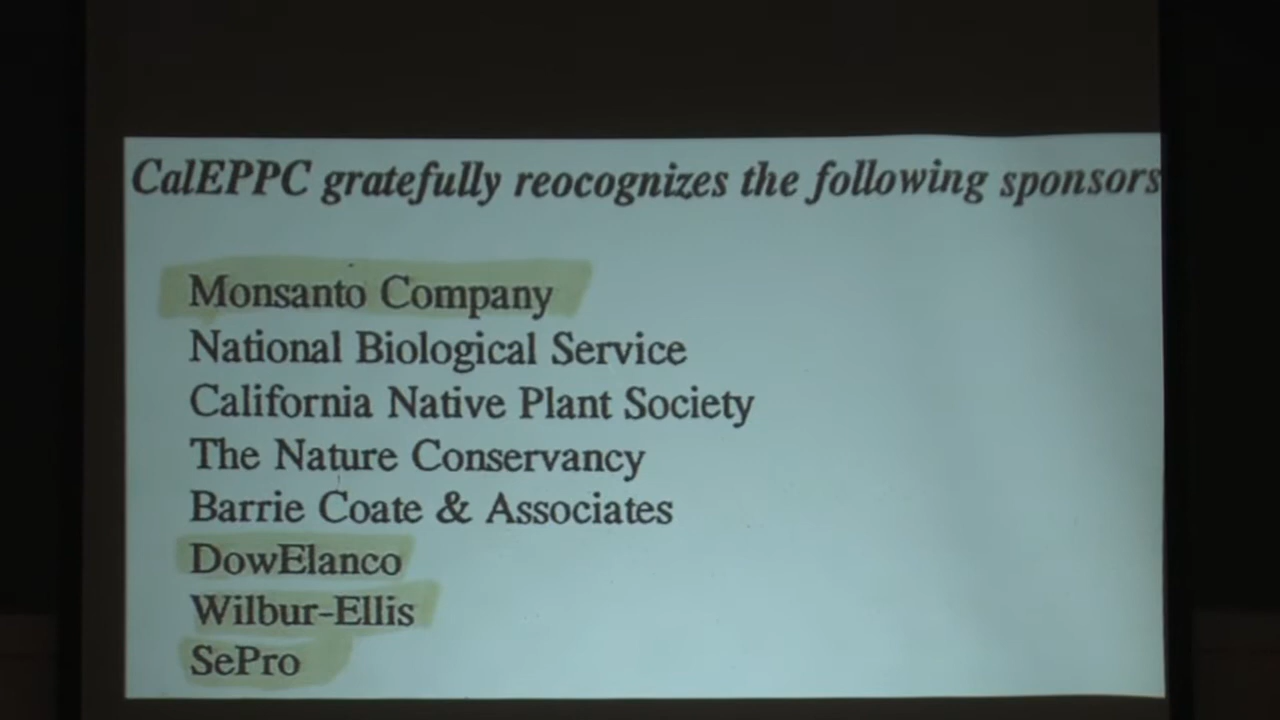 CalEPPC gratefully reocognizes the following sponsors
Monsanto Company
National Biological Service
California Native Plant Society
The Nature Conservancy
Barrie Coate & Associates
DowElanco
Wilbur-Ellis
SePro